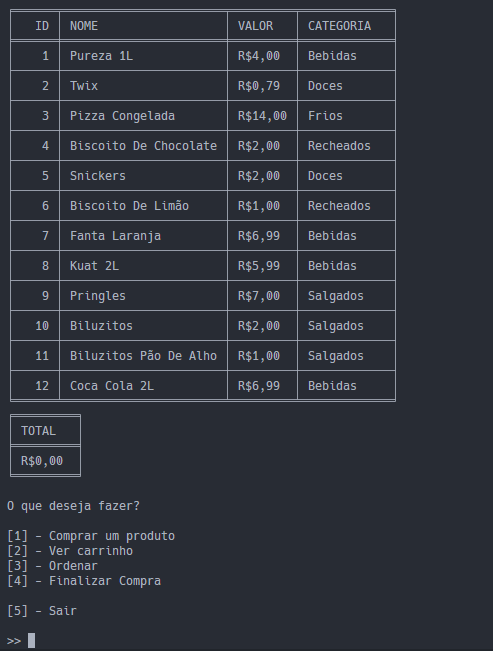 ID NOME VALOR CATEGORIA
1 Pureza 1L R$4,00 Bebidas
2 Twix R$0,79 Doces
3 Pizza Congelada R$14,00 Frios
4 Biscoito De Chocolate R$2,00 Recheados
5 Snickers R$2,00 Doces
6 Biscoito De Limão R$1,00 Recheados
7 Fanta Laranja R$6,99 Bebidas
8 Kuat 2L R$5,99 Bebidas
9 Pringles R$7,00 Salgados
10 Biluzitos R$2,00 Salgados
11 Biluzitos Pão De Alho R$1,00 Salgados
12 Coca Cola 2L R$6,99 Bebidas
TOTAL
R$0,00
O que deseja fazer?
[1] - Comprar um produto
[2] - Ver carrinho
[3] - Ordenar
[4] - Finalizar Compra
[5] - Sair
>>